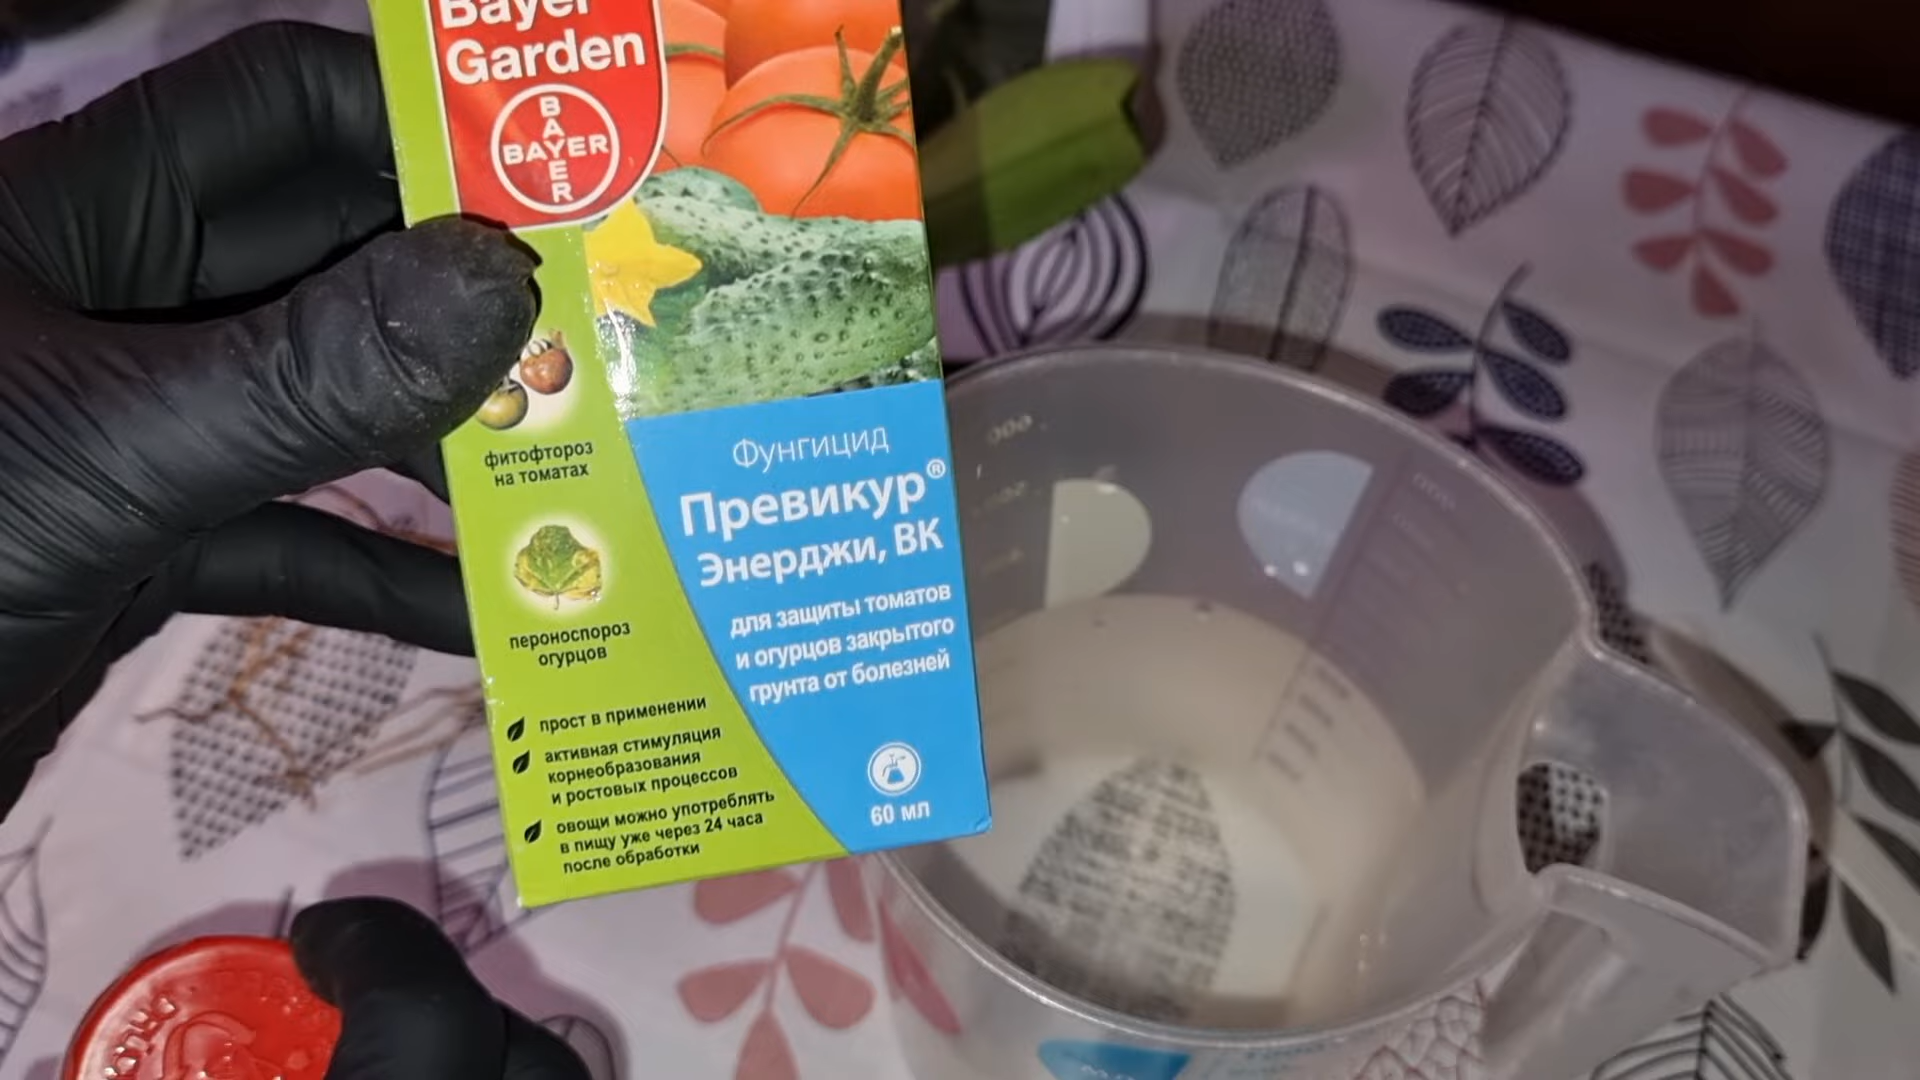 Bayer
Garden
BAYER
BAYER
фитофтороз
на томатах
Фунгицид
Превикур®
Энерджи, ВК
для защиты томатов
и огурцов закрытого
грунта от болезней
пероноспороз
огурцов
прост в применении
активная стимуляция
корнеобразования
и ростовых процессов
овощи можно употреблять
в пищу уже через 24 часа
после обработки
60 мл